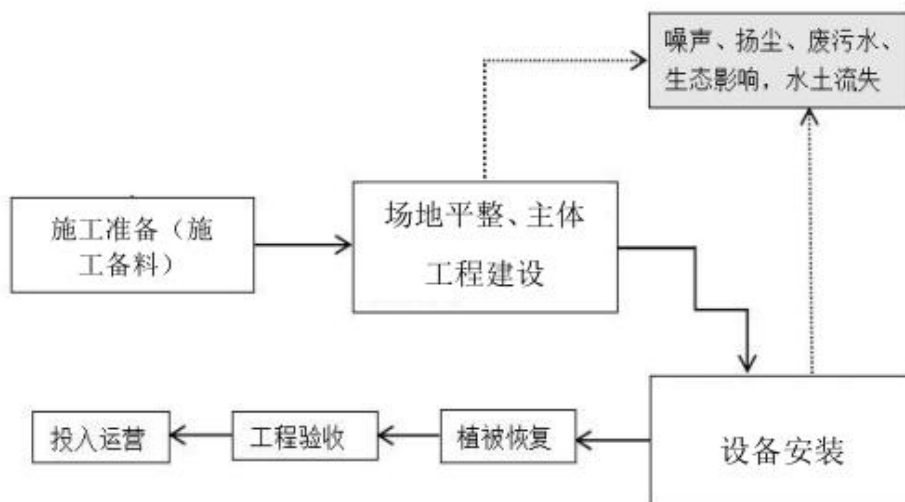 噪声、扬尘、废污水、
生态影响，水土流失
施工准备（施
工备料）
场地平整、主体
工程建设
设备安装
植被恢复
工程验收
投入运营